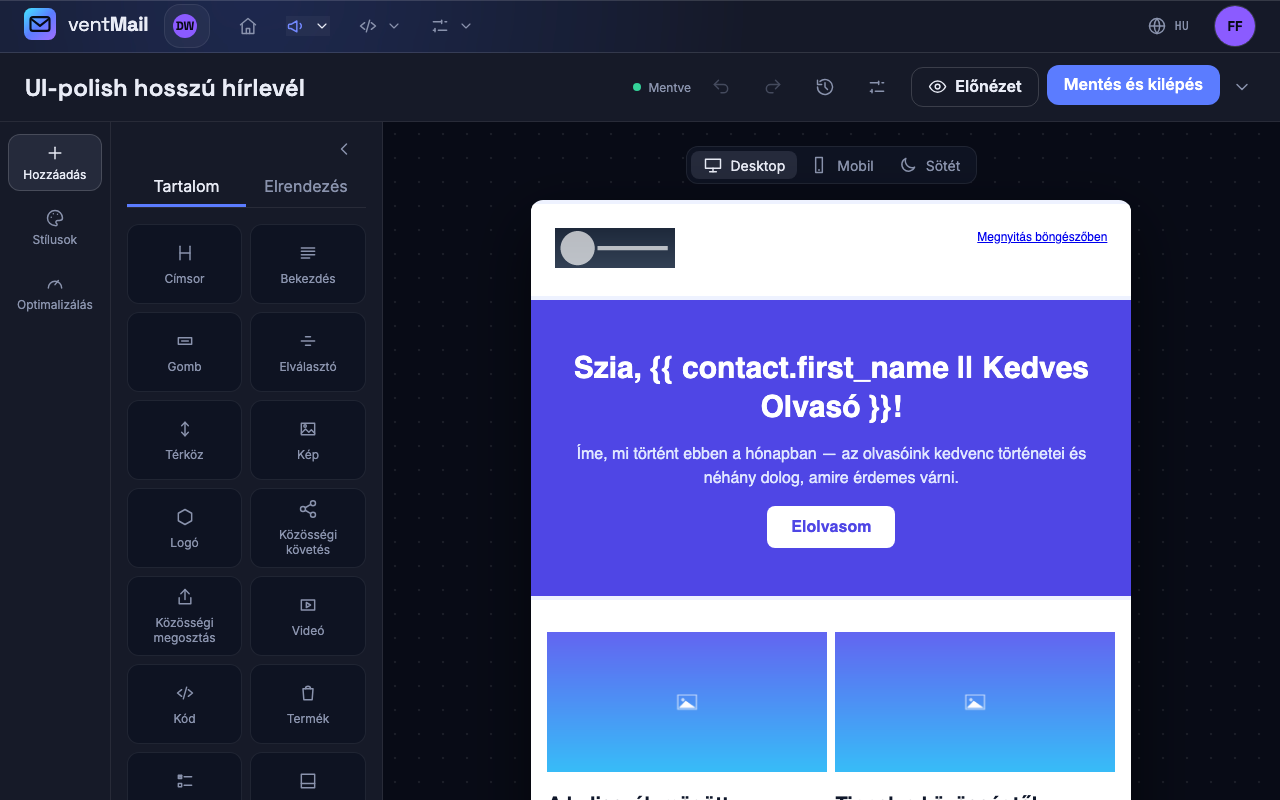 ventMail
DW
HU
FF
UI-polish hosszú hírlevél
Mentve
Előnézet
Mentés és kilépés
Hozzáadás
Stílusok
Optimalizálás
Tartalom
Elrendezés
Címsor
Bekezdés
Gomb
Elválasztó
Térköz
Kép
Logó
Közösségi
követés
Közösségi
megosztás
Videó
Kód
Termék
Desktop
Mobil
Sötét
Megnyitás böngészőben
Szia, {{ contact.first_name || Kedves
Olvasó }}!
Íme, mi történt ebben a hónapban — az olvasóink kedvenc történetei és
néhány dolog, amire érdemes várni.
Elolvasom